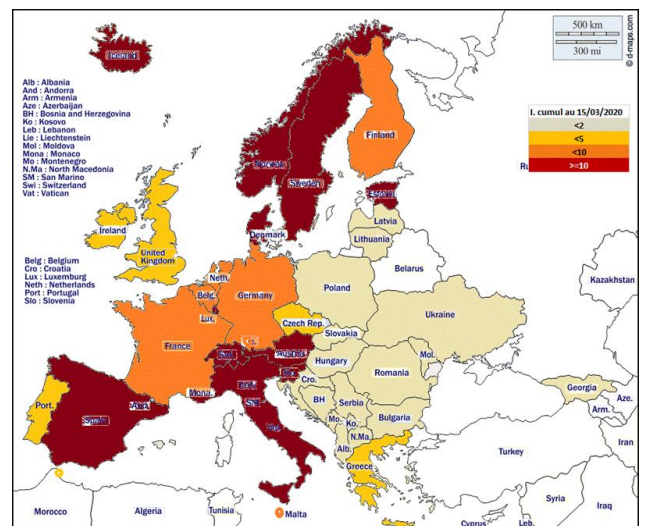 500 km
300 mi
© d-maps.com
Iceland
Alb : Albania
And : Andorra
Arm : Armenia
Aze : Azerbaijan
BH : Bosnia and Herzegovina
Ko : Kosovo
Leb : Lebanon
Lie : Liechtenstein
Mol : Moldova
Mona : Monaco
Mo : Montenegro
N.Ma : North Macedonia
SM : San Marino
Swi : Switzerland
Vat : Vatican
I. cumul au 15/03/2020
<2
<5
<10
>=10
Finland
Norway
Sweden
Ru
Latvia
Ireland
Denmark
Lithuania
United
Kingdom
Belg : Belgium
Cro : Croatia
Lux : Luxemburg
Neth : Netherlands
Port : Portugal
Slo : Slovenia
Belarus
Neth.
Kazakhstan
Poland
Belg.
Germany
Ukraine
Lux.
Czech Rep.
Slovakia
France
Austria
Mol.
Hungary
Romania
Cro.
Georgia
Mona.
BH
Serbia
Aze.
Port.
Arm.
Spain
Mo.
Ko.
Bulgaria
N.Ma.
Iran
Alb.
Turkey
Greece
Syria
Morocco
Algeria
Tunisia
Malta
Iraq
Cyprus
Leb.